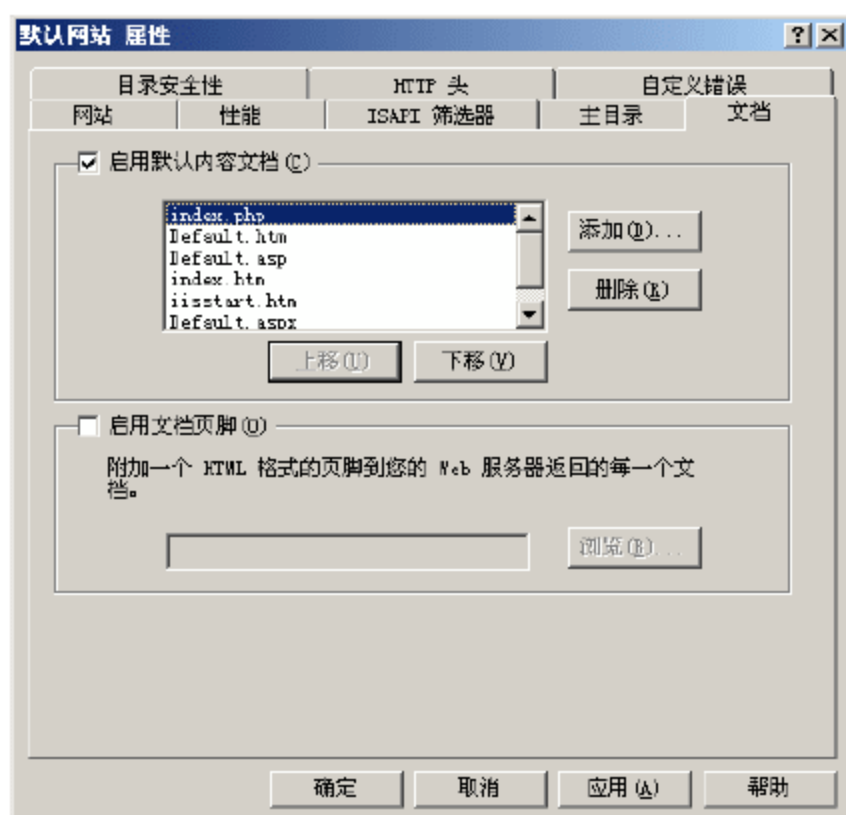 默认网站 属性
目录安全性 HTTP 头 自定义错误
网站 性能 ISAPI 筛选器 主目录 文档
启用默认内容文档(C)
index.php
Default.htm
Default.asp
index.htm
iisstart.htm
Default.aspx
添加(D)...
删除(R)
上移(U) 下移(V)
启用文档页脚(O)
附加一个 HTML 格式的页脚到您的 Web 服务器返回的每一个文
档。
浏览(B)...
确定 取消 应用(A) 帮助